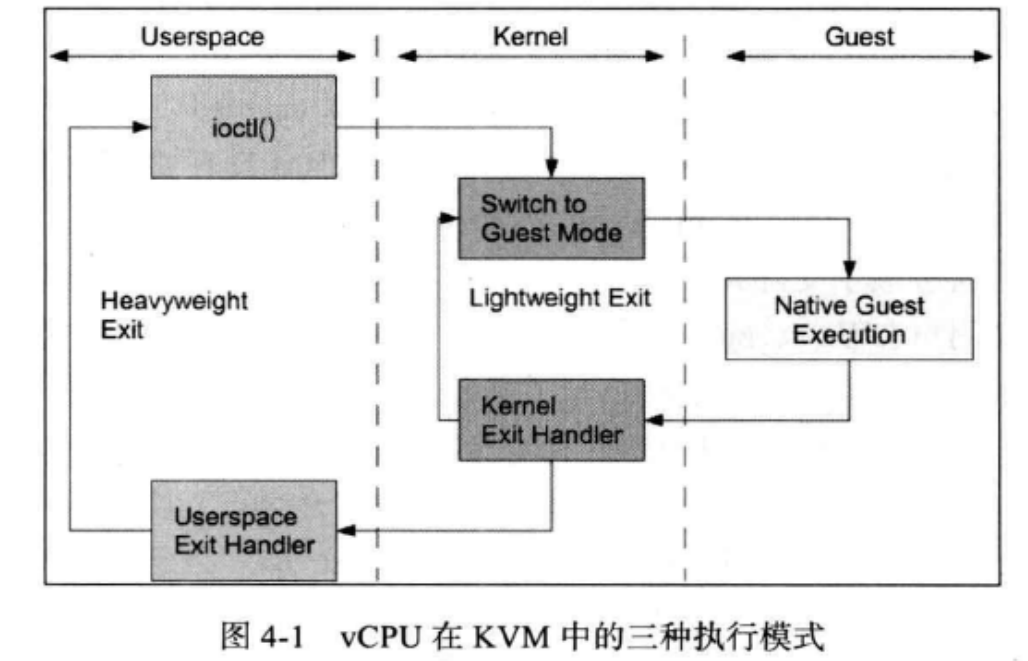 Userspace
Kernel
Guest
ioctl()
Switch to
Guest Mode
Heavyweight
Exit
Lightweight Exit
Native Guest
Execution
Kernel
Exit Handler
Userspace
Exit Handler
图 4-1 vCPU 在 KVM 中的三种执行模式